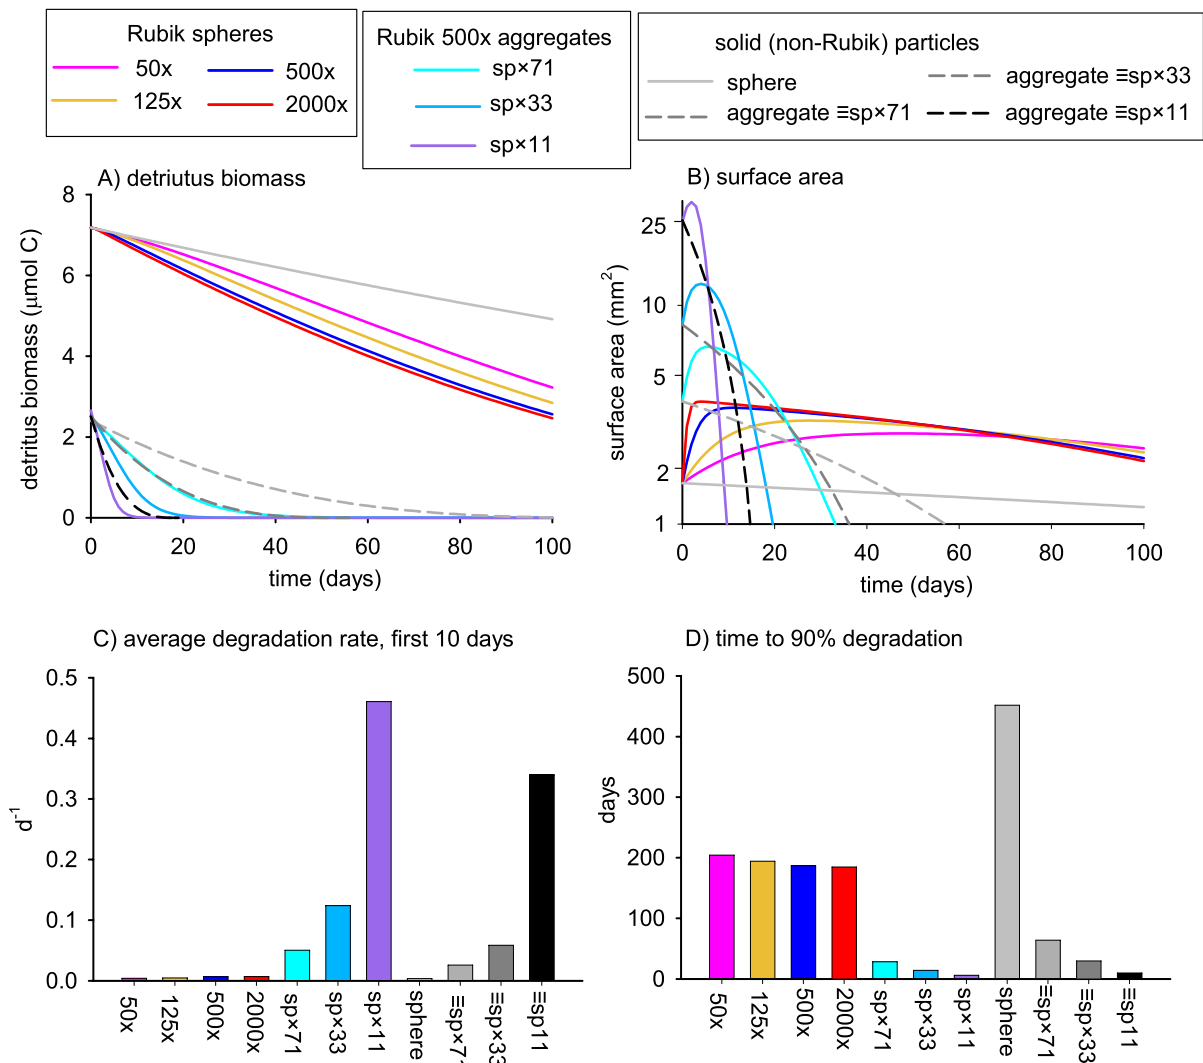 Rubik spheres
50x
500x
125x
2000x
Rubik 500x aggregates
sp×71
sp×33
sp×11
solid (non-Rubik) particles
sphere
aggregate ≡sp×33
aggregate ≡sp×71
aggregate ≡sp×11
A) detriutus biomass
detritus biomass (μmol C)
8
6
4
2
0
0
20
40
60
80
100
time (days)
B) surface area
surface area (mm²)
25
10
5
2
1
0
20
40
60
80
100
time (days)
C) average degradation rate, first 10 days
d⁻¹
0.5
0.4
0.3
0.2
0.1
0.0
50x
125x
500x
2000x
sp×71
sp×33
sp×11
sphere
≡sp×71
≡sp×33
≡sp11
D) time to 90% degradation
days
500
450
400
300
200
100
0
50x
125x
500x
2000x
sp×71
sp×33
sp×11
sphere
≡sp×71
≡sp×33
≡sp11